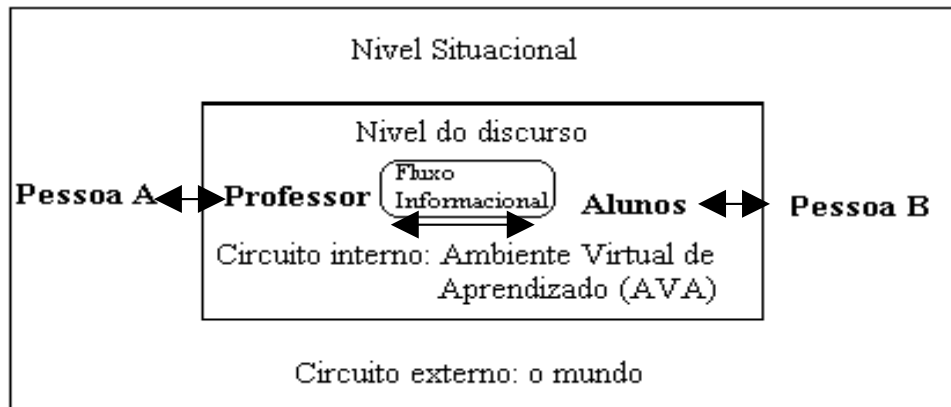 Nivel Situacional
Nivel do discurso
Fluxo
Informacional
Pessoa A Professor Alunos Pessoa B
Circuito interno: Ambiente Virtual de
Aprendizado (AVA)
Circuito externo: o mundo